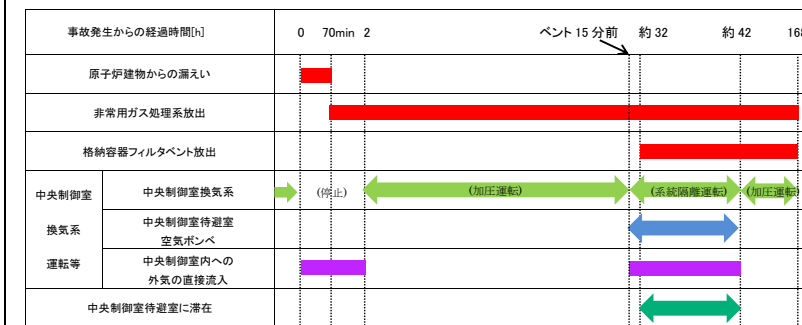 事故発生からの経過時間[h] 0 70min 2 ベント 15 分前 約 32 約 42 168
原子炉建物からの漏えい
非常用ガス処理系放出
格納容器フィルタベント放出
中央制御室
換気系
運転等
中央制御室換気系 (停止) (加圧運転) (系統隔離運転) (加圧運転)
中央制御室待避室
空気ボンベ
中央制御室内への
外気の直接流入
中央制御室待避室に滞在